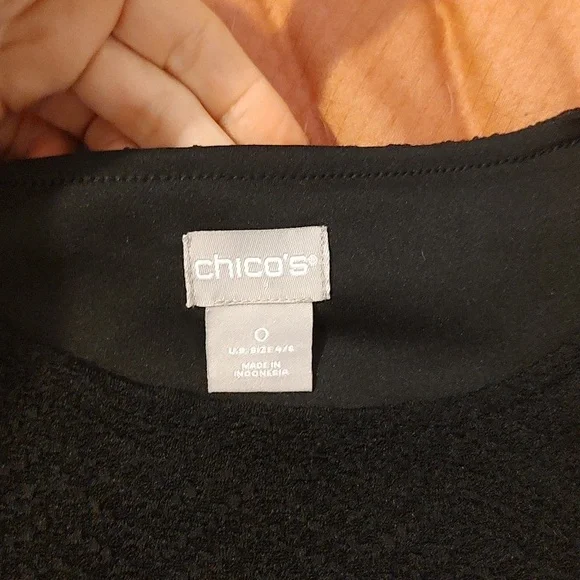 chico's®
0
U.S. SIZE 4/6
MADE IN
INDONESIA